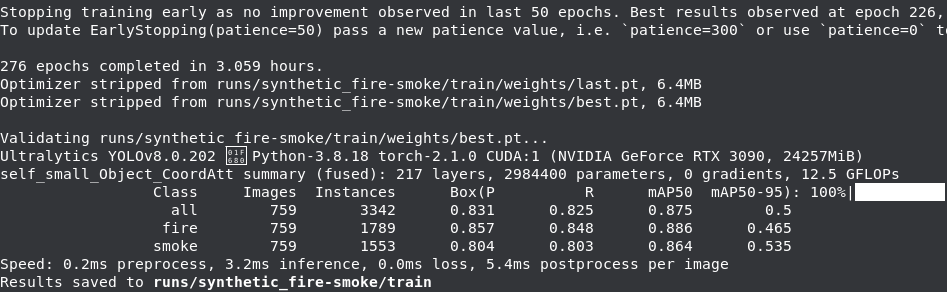 Stopping training early as no improvement observed in last 50 epochs. Best results observed at epoch 226,
To update EarlyStopping(patience=50) pass a new patience value, i.e. `patience=300` or use `patience=0` t
276 epochs completed in 3.059 hours.
Optimizer stripped from runs/synthetic_fire-smoke/train/weights/last.pt, 6.4MB
Optimizer stripped from runs/synthetic_fire-smoke/train/weights/best.pt, 6.4MB
Validating runs/synthetic_fire-smoke/train/weights/best.pt...
Ultralytics YOLOv8.0.202 Python-3.8.18 torch-2.1.0 CUDA:1 (NVIDIA GeForce RTX 3090, 24257MiB)
self_small_Object_CoordAtt summary (fused): 217 layers, 2984400 parameters, 0 gradients, 12.5 GFLOPs
Class Images Instances Box(P R mAP50 mAP50-95): 100%|
all 759 3342 0.831 0.825 0.875 0.5
fire 759 1789 0.857 0.848 0.886 0.465
smoke 759 1553 0.804 0.803 0.864 0.535
Speed: 0.2ms preprocess, 3.2ms inference, 0.0ms loss, 5.4ms postprocess per image
Results saved to runs/synthetic_fire-smoke/train